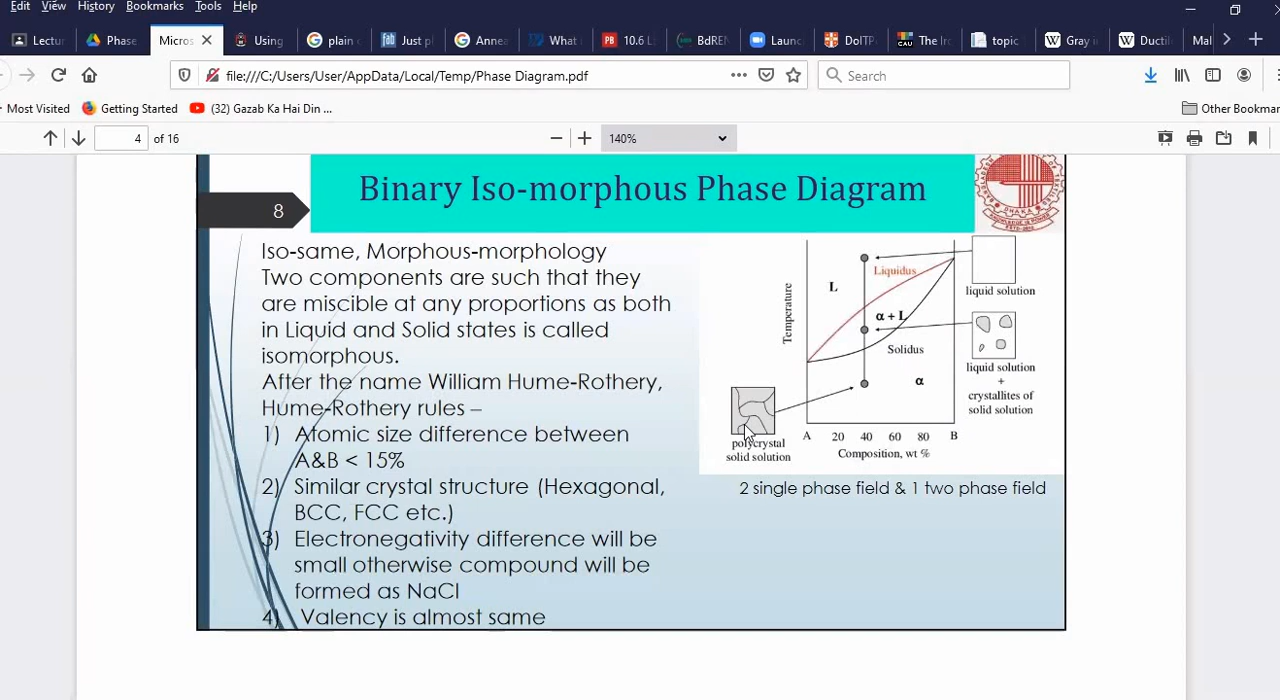 Edit View History Bookmarks Tools Help
Lectur Phase Micros Using plain c Just pl Annea What 10.6 L BdREN Launc DoITP The Iro topic Gray i Ductil Mal
file:///C:/Users/User/AppData/Local/Temp/Phase Diagram.pdf
Search
Most Visited Getting Started (32) Gazab Ka Hai Din ... Other Bookmar
4 of 16 140%
8
Binary Iso-morphous Phase Diagram
DHAKA
Iso-same, Morphous-morphology
Two components are such that they
are miscible at any proportions as both
in Liquid and Solid states is called
isomorphous.
After the name William Hume-Rothery,
Hume-Rothery rules –
1) Atomic size difference between
A&B < 15%
2) Similar crystal structure (Hexagonal,
BCC, FCC etc.)
3) Electronegativity difference will be
small otherwise compound will be
formed as NaCl
4) Valency is almost same
Temperature
L
Liquidus
α + L
Solidus
α
liquid solution
liquid solution
+
crystallites of
solid solution
polycrystal
solid solution
A 20 40 60 80 B
Composition, wt %
2 single phase field & 1 two phase field